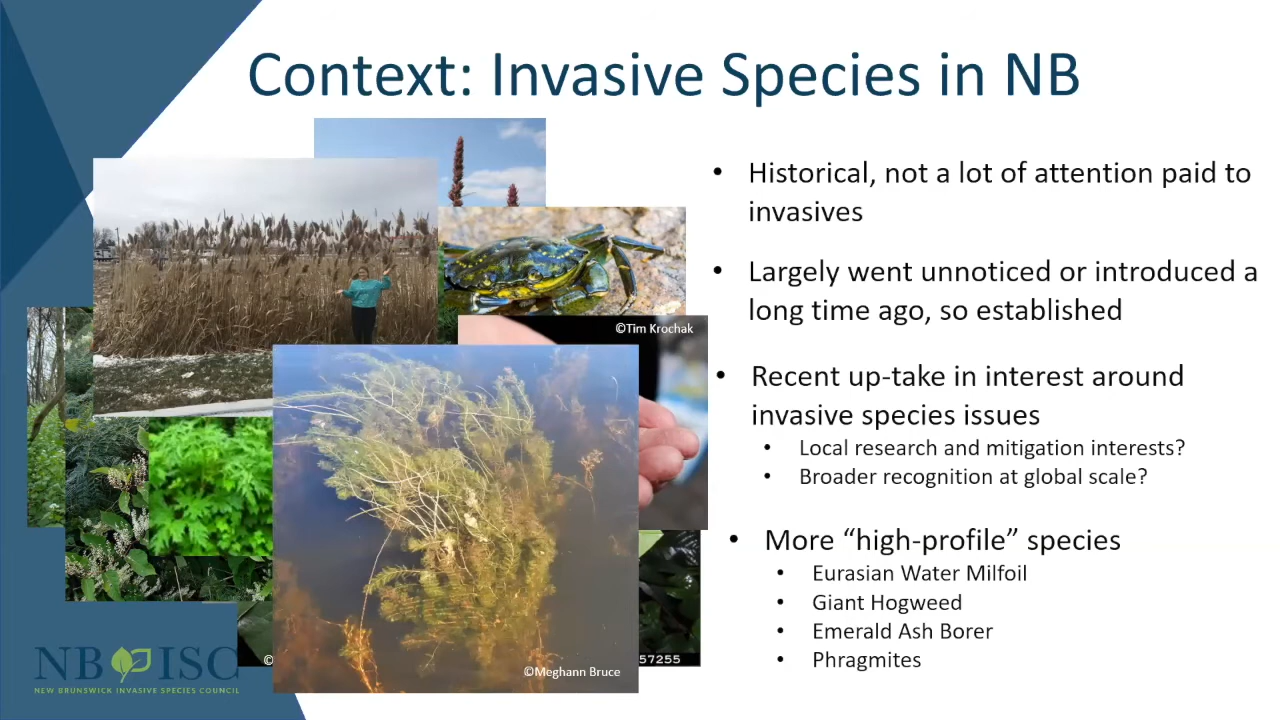 Context: Invasive Species in NB
• Historical, not a lot of attention paid to
invasives
• Largely went unnoticed or introduced a
long time ago, so established
• Recent up-take in interest around
invasive species issues
• Local research and mitigation interests?
• Broader recognition at global scale?
• More “high-profile” species
• Eurasian Water Milfoil
• Giant Hogweed
• Emerald Ash Borer
• Phragmites
©Tim Krochak
©Meghann Bruce
©
57255
NB ISC
NEW BRUNSWICK INVASIVE SPECIES COUNCIL